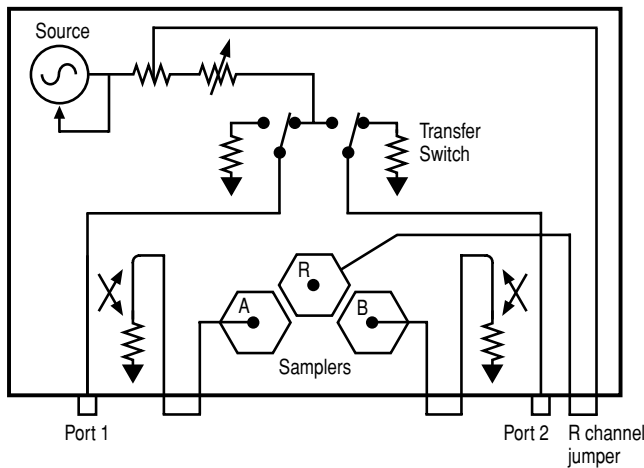 Source
Transfer
Switch
R
A
B
Samplers
Port 1
Port 2
R channel
jumper